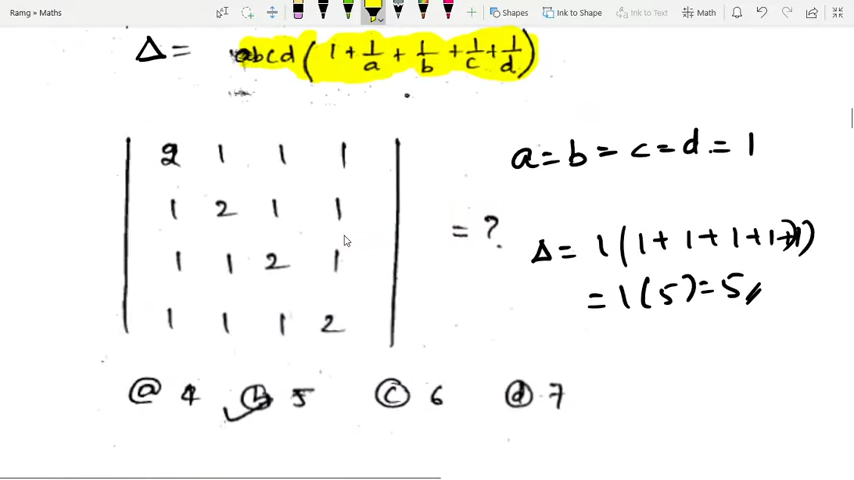 Ramg » Maths
Shapes
Ink to Shape
Ink to Text
Ink to Math
Δ = abcd(1 + 1/a + 1/b + 1/c + 1/d)
2 1 1 1
1 2 1 1
1 1 2 1
1 1 1 2
= ?
a = b = c = d = 1
Δ = 1(1 + 1 + 1 + 1 + 1)
= 1(5) = 5
ⓐ 4 ⓑ 5 ⓒ 6 ⓓ 7